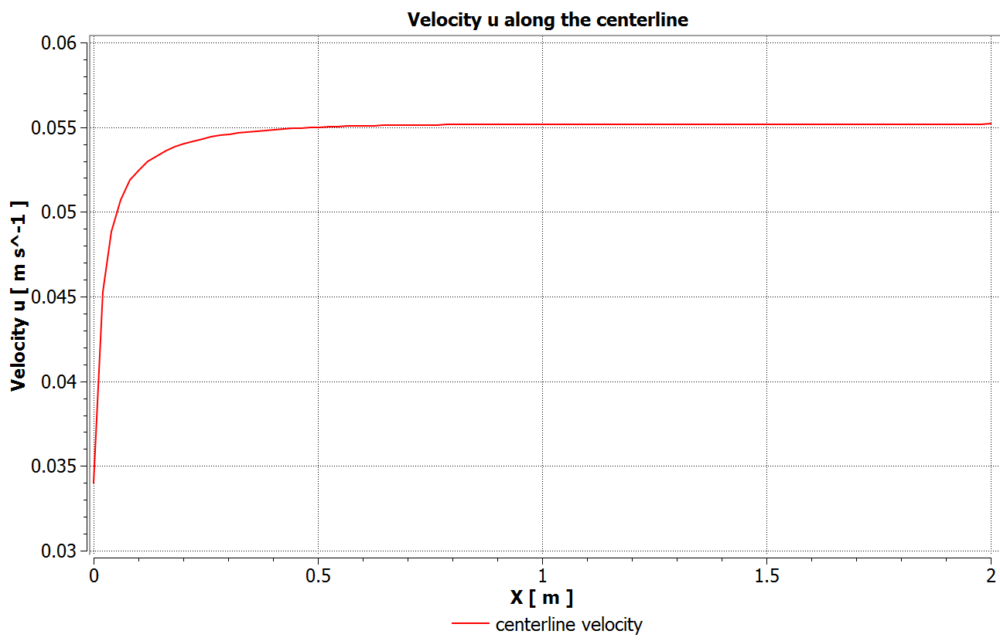 Velocity u along the centerline
0.06
0.055
0.05
0.045
0.04
0.035
0.03
Velocity u [ m s^-1 ]
0 0.5 1 1.5 2
X [ m ]
centerline velocity